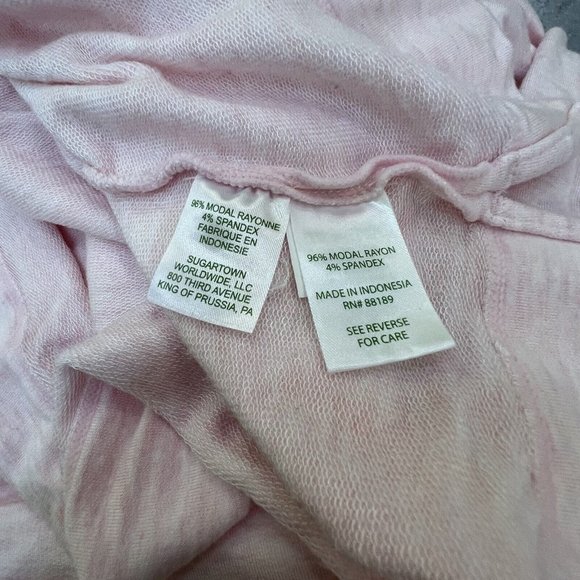 96% MODAL RAYONNE
4% SPANDEX
FABRIQUE EN
INDONESIE
SUGARTOWN
WORLDWIDE, LLC
800 THIRD AVENUE
KING OF PRUSSIA, PA
96% MODAL RAYON
4% SPANDEX
MADE IN INDONESIA
RN# 88189
SEE REVERSE
FOR CARE